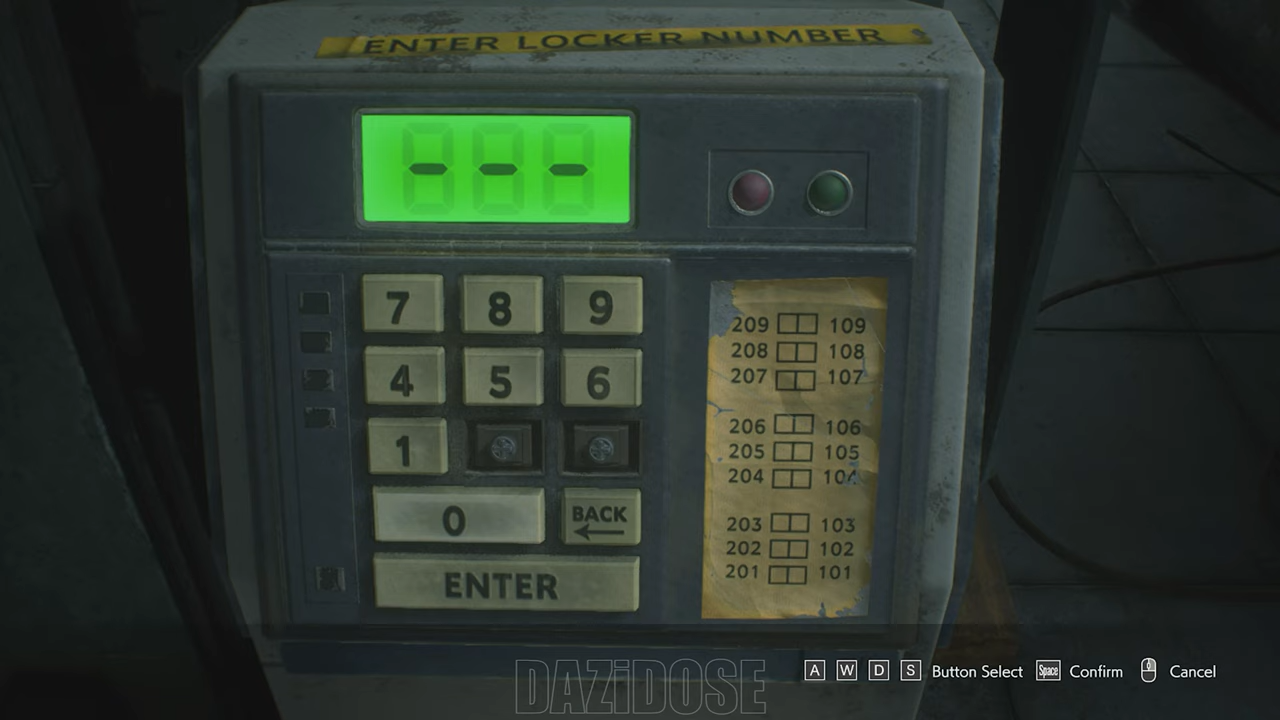 ENTER LOCKER NUMBER
- - -
7 8 9
4 5 6
1
0 BACK
ENTER
209 109
208 108
207 107
206 106
205 105
204 104
203 103
202 102
201 101
A W D S Button Select Space Confirm Cancel
DAZiDOSE